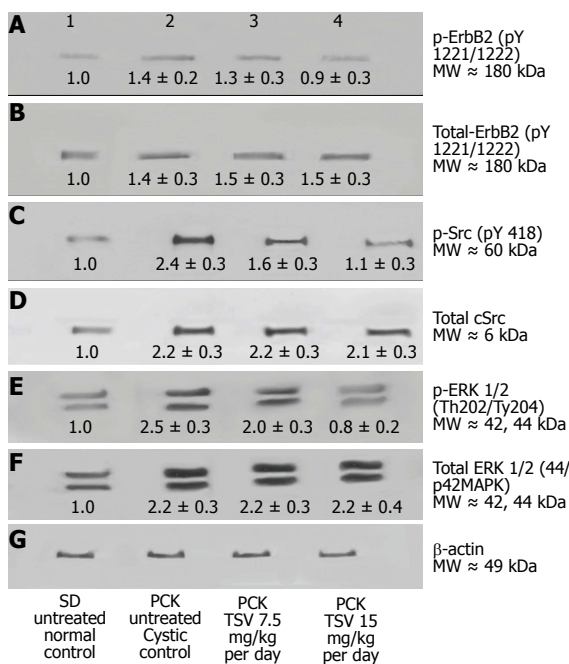 A
1 2 3 4
p-ErbB2 (pY
1221/1222)
MW ≈ 180 kDa
1.0 1.4 ± 0.2 1.3 ± 0.3 0.9 ± 0.3
B
Total-ErbB2 (pY
1221/1222)
MW ≈ 180 kDa
1.0 1.4 ± 0.3 1.5 ± 0.3 1.5 ± 0.3
C
p-Src (pY 418)
MW ≈ 60 kDa
1.0 2.4 ± 0.3 1.6 ± 0.3 1.1 ± 0.3
D
Total cSrc
MW ≈ 6 kDa
1.0 2.2 ± 0.3 2.2 ± 0.3 2.1 ± 0.3
E
p-ERK 1/2
(Th202/Ty204)
MW ≈ 42, 44 kDa
1.0 2.5 ± 0.3 2.0 ± 0.3 0.8 ± 0.2
F
Total ERK 1/2 (44/
p42MAPK)
MW ≈ 42, 44 kDa
1.0 2.2 ± 0.3 2.2 ± 0.3 2.2 ± 0.4
G
β-actin
MW ≈ 49 kDa
SD
untreated
normal
control
PCK
untreated
Cystic
control
PCK
TSV 7.5
mg/kg
per day
PCK
TSV 15
mg/kg
per day